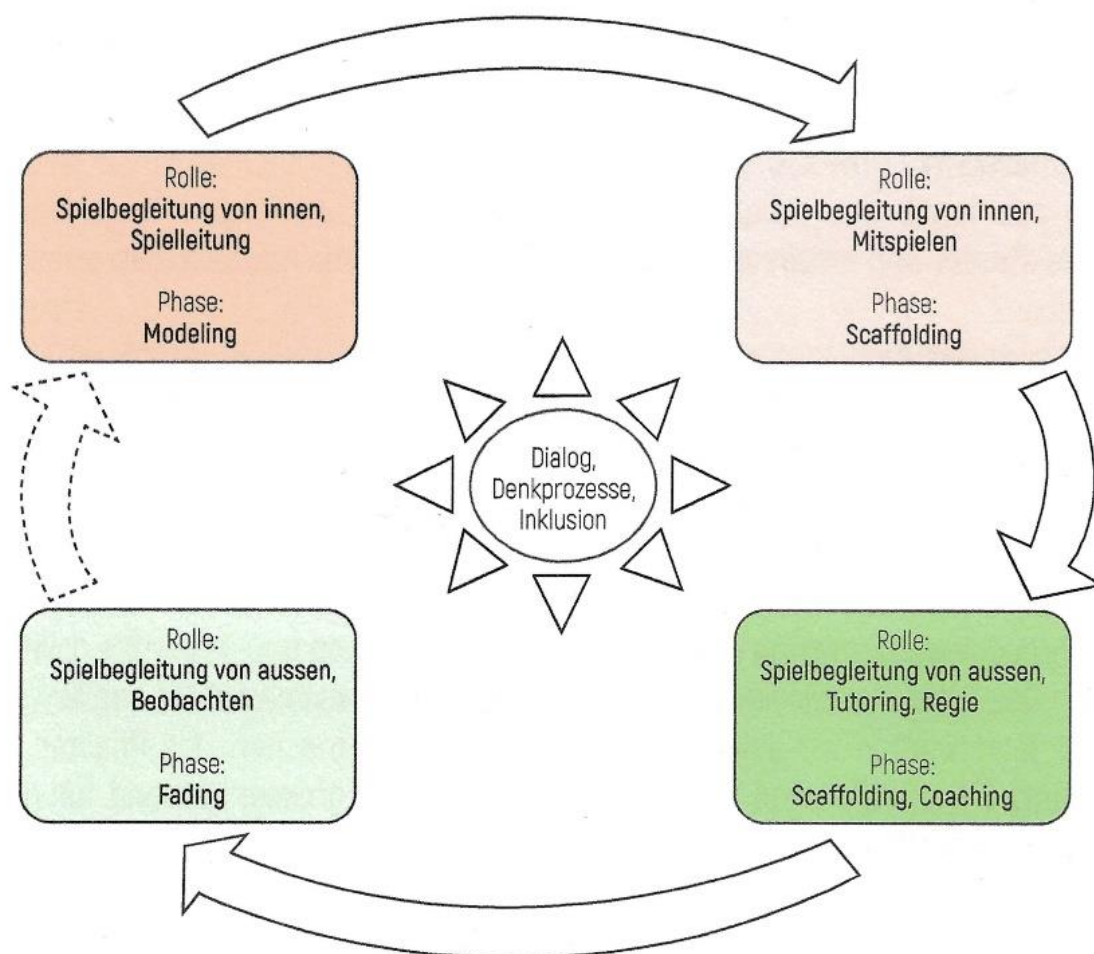 Rolle:
Spielbegleitung von innen,
Spielleitung
Phase:
Modeling
Rolle:
Spielbegleitung von innen,
Mitspielen
Phase:
Scaffolding
Dialog,
Denkprozesse,
Inklusion
Rolle:
Spielbegleitung von aussen,
Beobachten
Phase:
Fading
Rolle:
Spielbegleitung von aussen,
Tutoring, Regie
Phase:
Scaffolding, Coaching